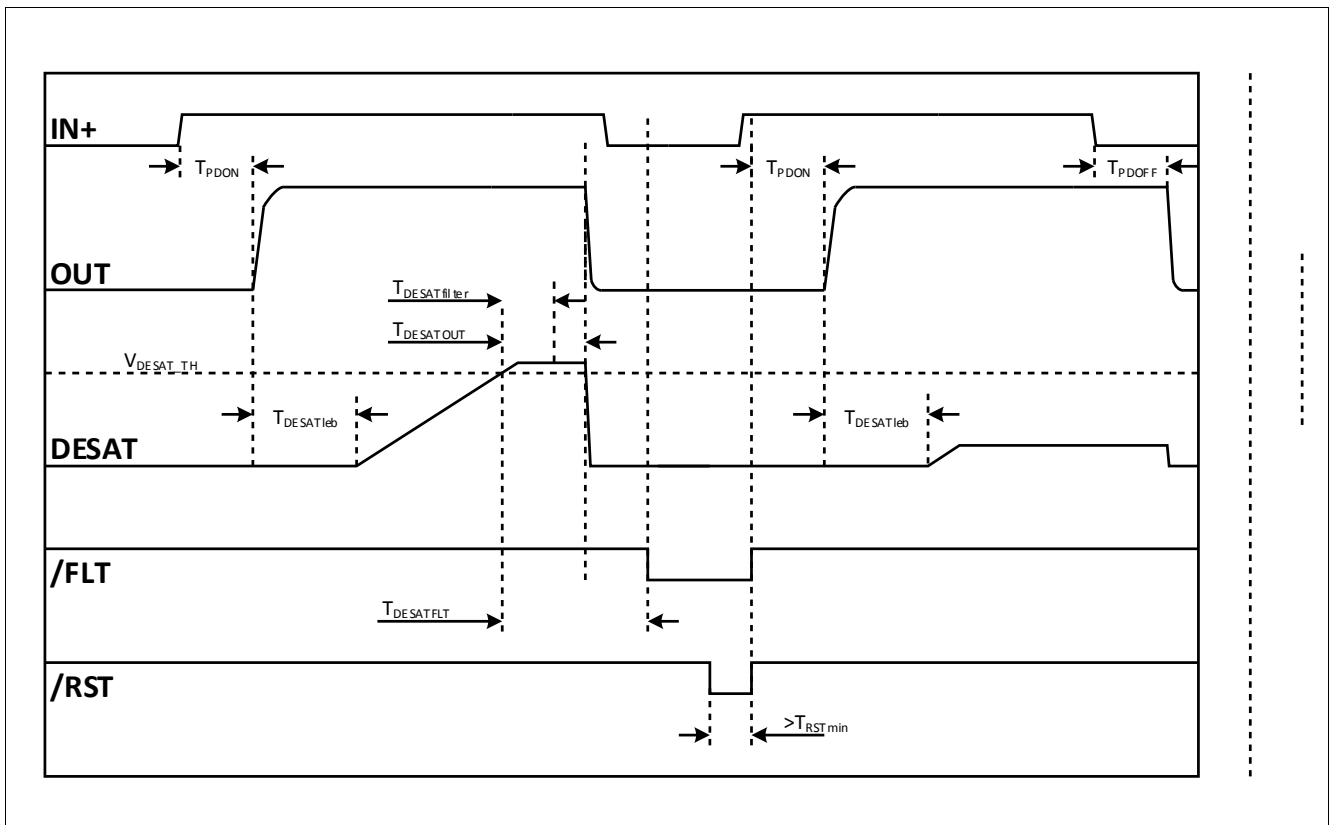 IN+
TPDON
TPDON
TPDOFF
OUT
TDESATfilter
TDESATOUT
VDESAT_TH
TDESATleb
TDESATleb
DESAT
/FLT
TDESATFLT
/RST
>TRSTmin